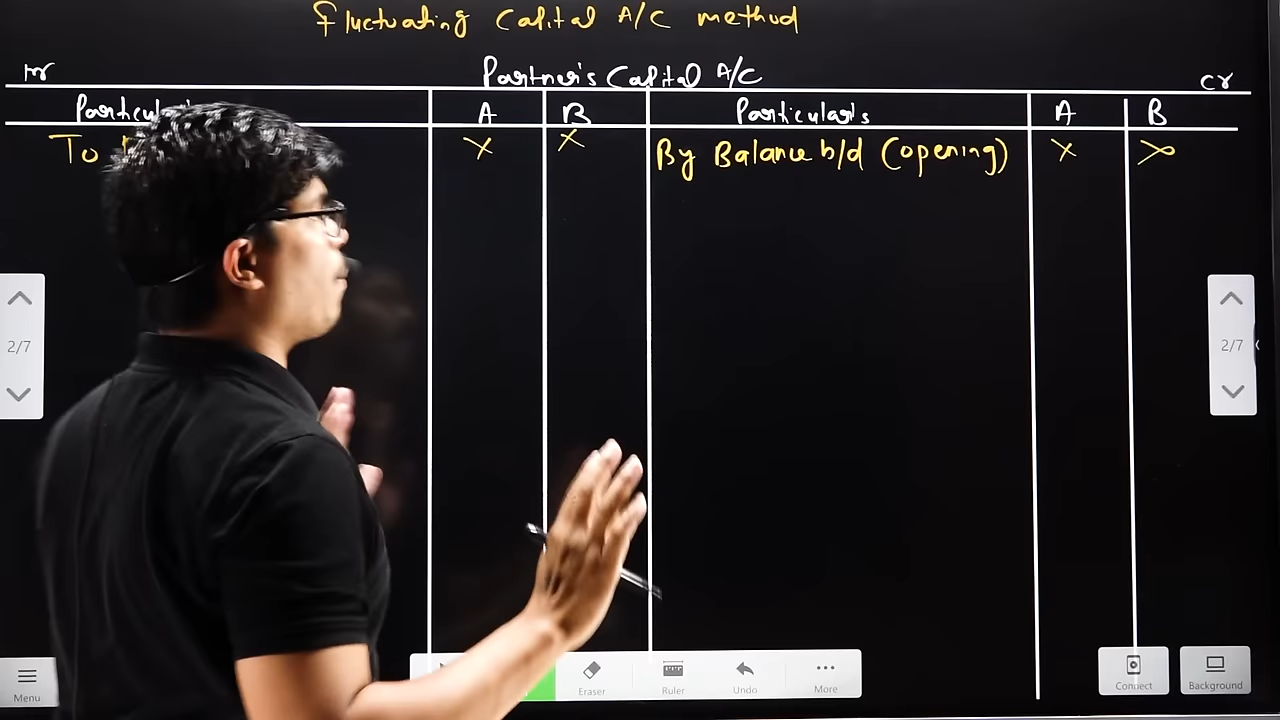 fluctuating Capital A/C method
Dr Partner's Capital A/C Cr
A B Particulars A B
To X X By Balance b/d (opening) X X
2/7 2/7
Menu Eraser Ruler Undo More Connect Background